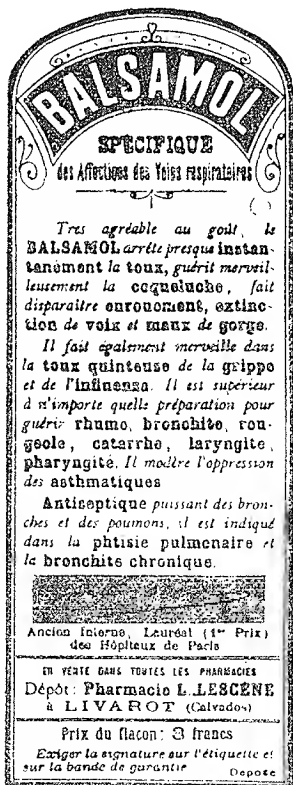 BALSAMOL
SPÉCIFIQUE
des Affections des Voies respiratoires
Très agréable au goût, le
BALSAMOL arrête presque instan-
tanément la toux, guérit merveil-
leusement la coqueluche, fait
disparaître enrouement, extinc-
tion de voix et maux de gorge.
Il fait également merveille dans
la toux quinteuse de la grippe
et de l'influenza. Il est supérieur
à n'importe quelle préparation pour
guérir rhume, bronchite, rou-
geole, catarrhe, laryngite,
pharyngite. Il modère l'oppression
des asthmatiques
Antiseptique puissant des bron-
ches et des poumons, il est indiqué
dans la phtisie pulmonaire et
la bronchite chronique.
Ancien Interne, Lauréat (1er Prix)
des Hôpitaux de Paris
EN VENTE DANS TOUTES LES PHARMACIES
Dépôt : Pharmacie L. LESCÈNE
à LIVAROT (Calvados)
Prix du flacon : 3 francs
Exiger la signature sur l'étiquette et
sur la bande de garantie
Déposé